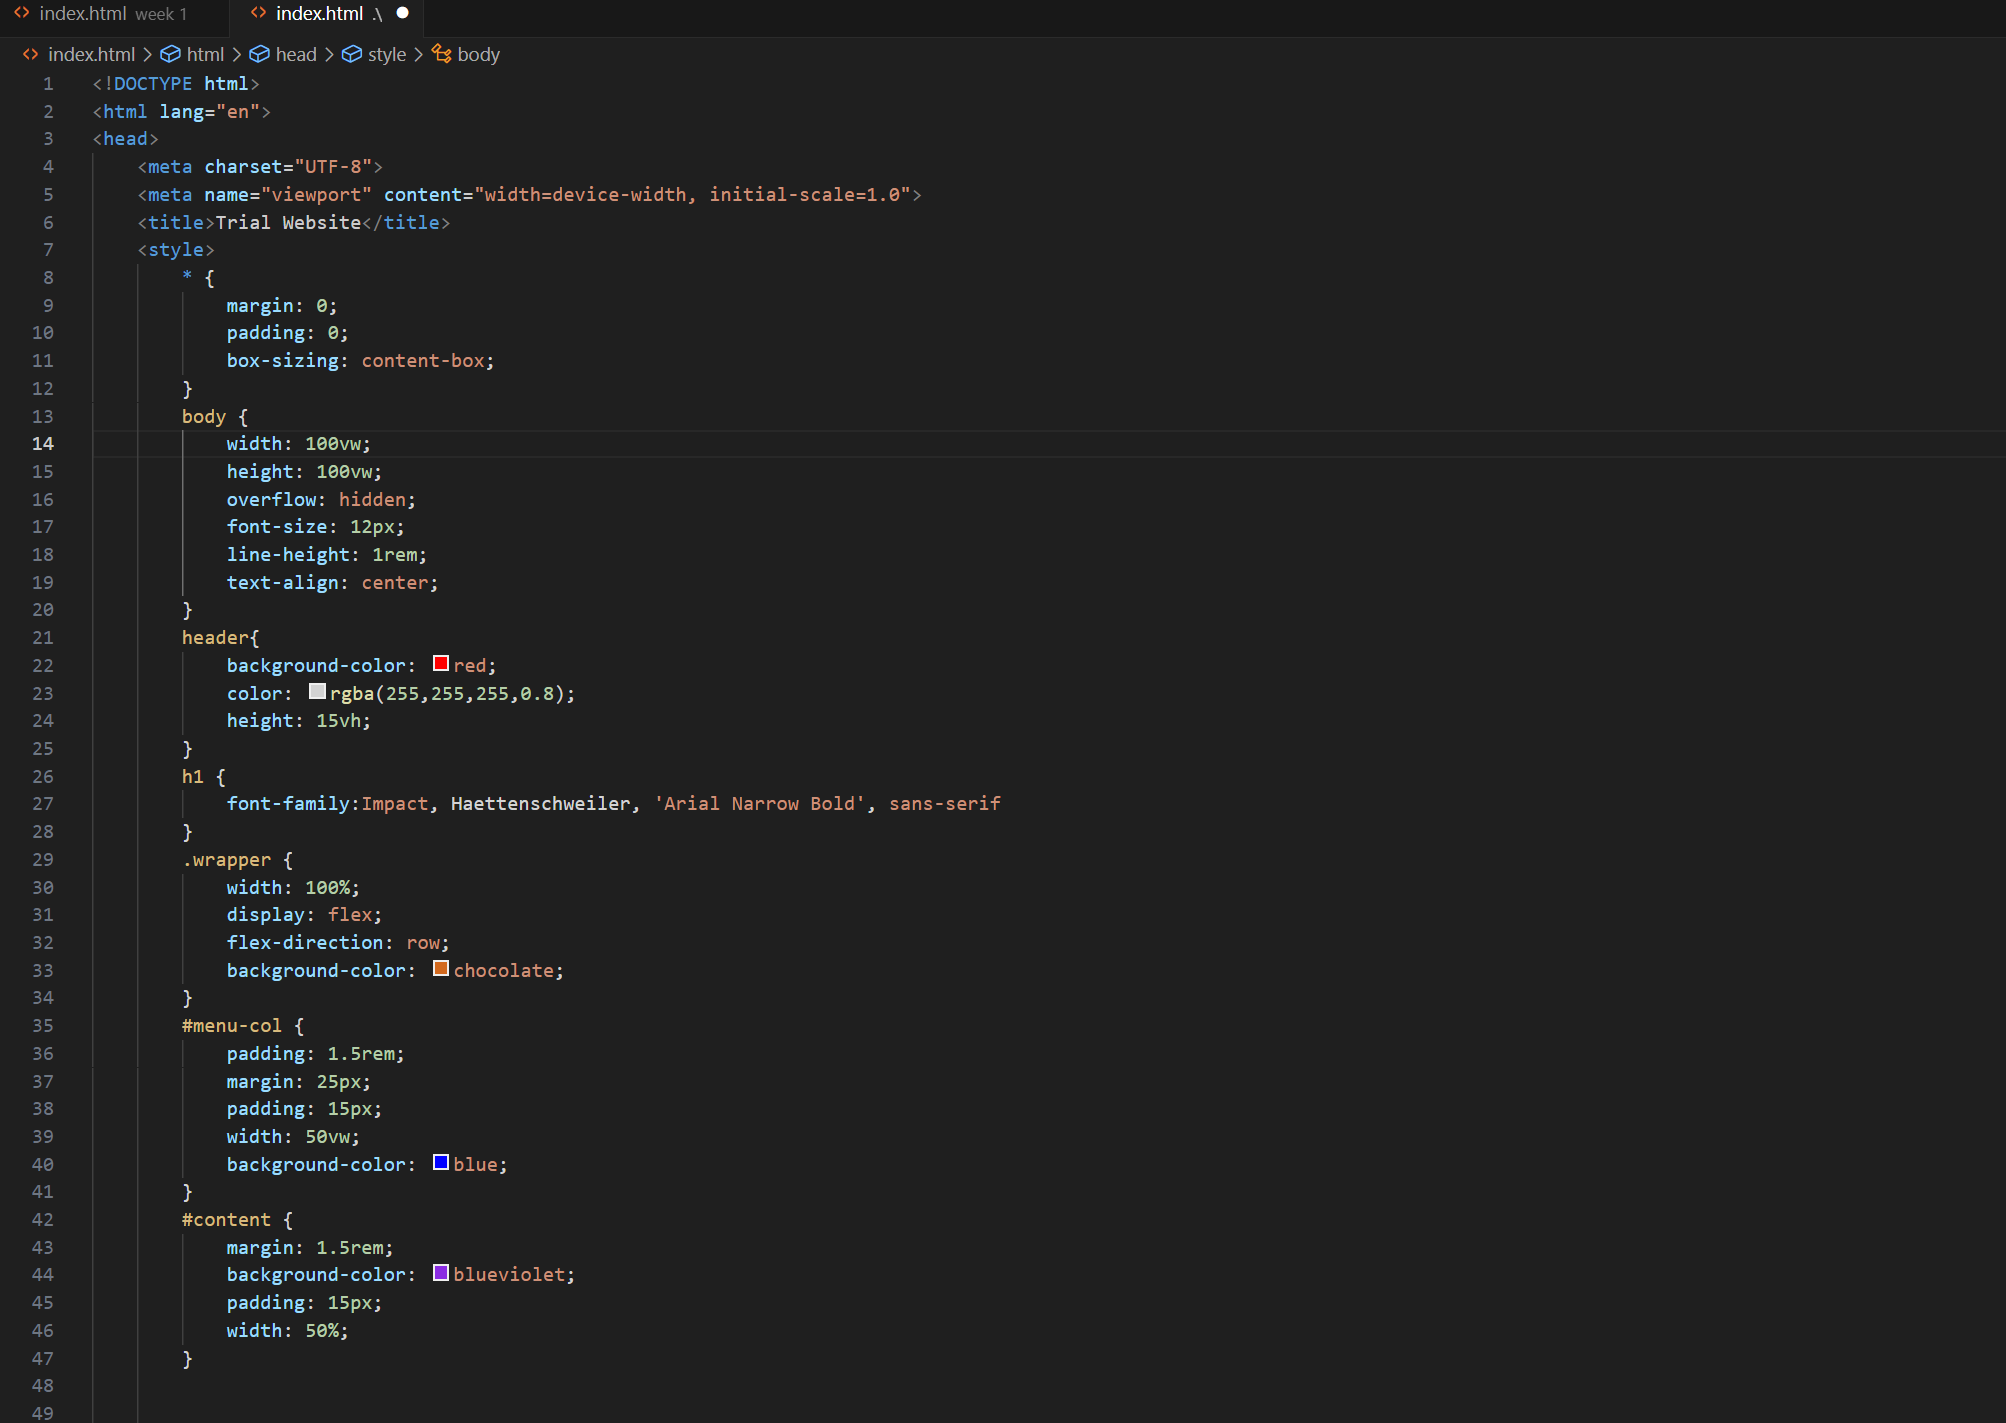 index.html week 1 index.html .\
index.html > html > head > style > body
1 <!DOCTYPE html>
2 <html lang="en">
3 <head>
4 <meta charset="UTF-8">
5 <meta name="viewport" content="width=device-width, initial-scale=1.0">
6 <title>Trial Website</title>
7 <style>
8 * {
9 margin: 0;
10 padding: 0;
11 box-sizing: content-box;
12 }
13 body {
14 width: 100vw;
15 height: 100vw;
16 overflow: hidden;
17 font-size: 12px;
18 line-height: 1rem;
19 text-align: center;
20 }
21 header{
22 background-color: red;
23 color: rgba(255,255,255,0.8);
24 height: 15vh;
25 }
26 h1 {
27 font-family:Impact, Haettenschweiler, 'Arial Narrow Bold', sans-serif
28 }
29 .wrapper {
30 width: 100%;
31 display: flex;
32 flex-direction: row;
33 background-color: chocolate;
34 }
35 #menu-col {
36 padding: 1.5rem;
37 margin: 25px;
38 padding: 15px;
39 width: 50vw;
40 background-color: blue;
41 }
42 #content {
43 margin: 1.5rem;
44 background-color: blueviolet;
45 padding: 15px;
46 width: 50%;
47 }
48
49